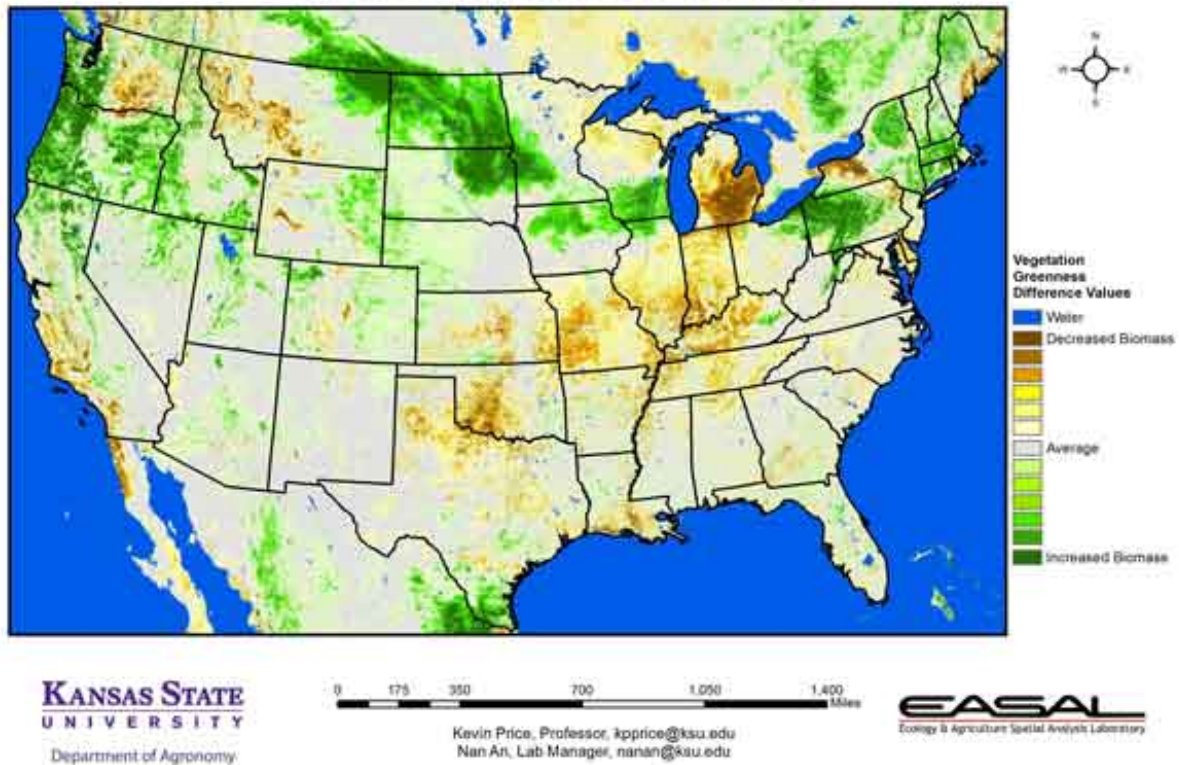 N
W E
S
Vegetation
Greenness
Difference Values
Water
Decreased Biomass
Average
Increased Biomass
KANSAS STATE
UNIVERSITY
Department of Agronomy
0 175 350 700 1,050 1,400
Miles
Kevin Price, Professor, kpprice@ksu.edu
Nan An, Lab Manager, nanan@ksu.edu
EASAL
Ecology & Agriculture Spatial Analysis Laboratory